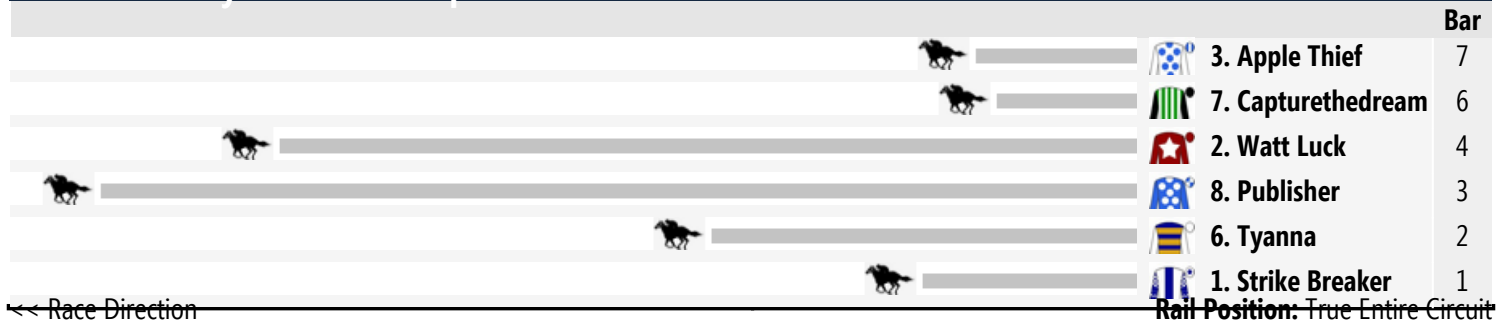 Bar
3. Apple Thief 7
7. Capturethedream 6
2. Watt Luck 4
8. Publisher 3
6. Tyanna 2
1. Strike Breaker 1
<< Race Direction Rail Position: True Entire Circuit